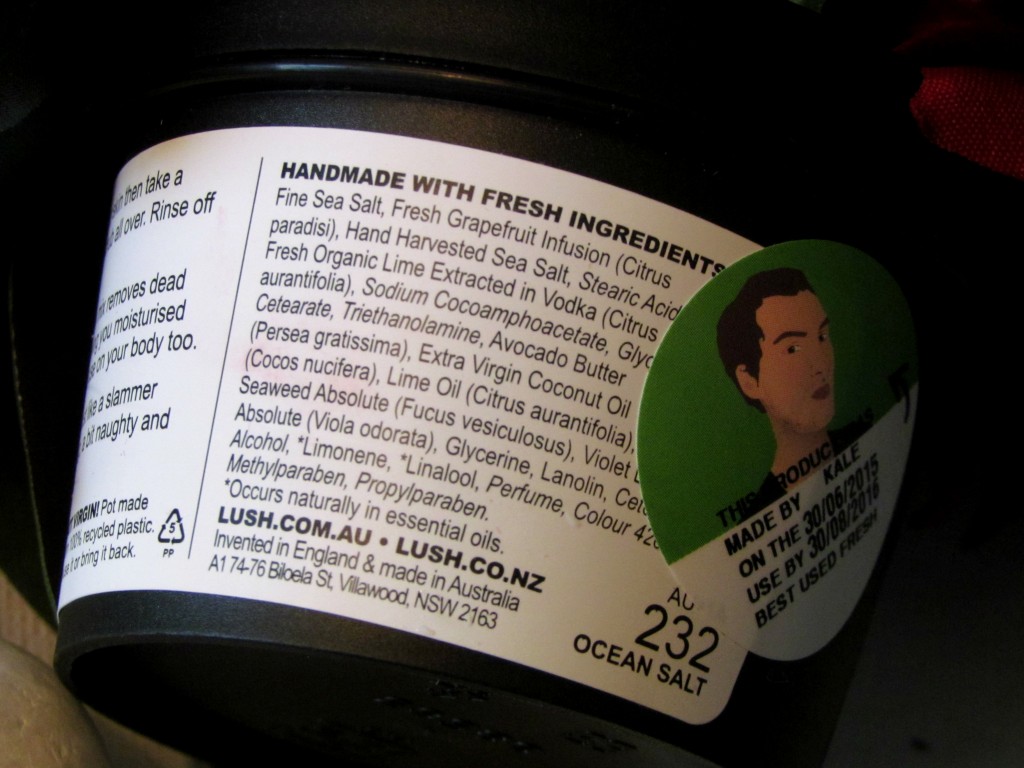 then take a
all over. Rinse off
removes dead
you moisturised
on your body too.
like a slammer
bit naughty and
VIRGIN! Pot made
100% recycled plastic.
or bring it back.
5
PP
HANDMADE WITH FRESH INGREDIENTS
Fine Sea Salt, Fresh Grapefruit Infusion (Citrus
paradisi), Hand Harvested Sea Salt, Stearic Acid
Fresh Organic Lime Extracted in Vodka (Citrus
aurantifolia), Sodium Cocoamphoacetate,
Cetearate, Triethanolamine, Avocado Butter
(Persea gratissima), Extra Virgin Coconut Oil
(Cocos nucifera), Lime Oil (Citrus aurantifolia),
Seaweed Absolute (Fucus vesiculosus), Violet
Absolute (Viola odorata), Glycerine, Lanolin,
Alcohol, *Limonene, *Linalool, Perfume, Colour
Methylparaben, Propylparaben.
*Occurs naturally in essential oils.
LUSH.COM.AU • LUSH.CO.NZ
Invented in England & made in Australia
A1 74-76 Biloela St, Villawood, NSW 2163
AU
232
OCEAN SALT
THIS PRODUCT WAS
MADE BY KALE
ON THE 30/06/2015
USE BY 30/08/2016
BEST USED FRESH